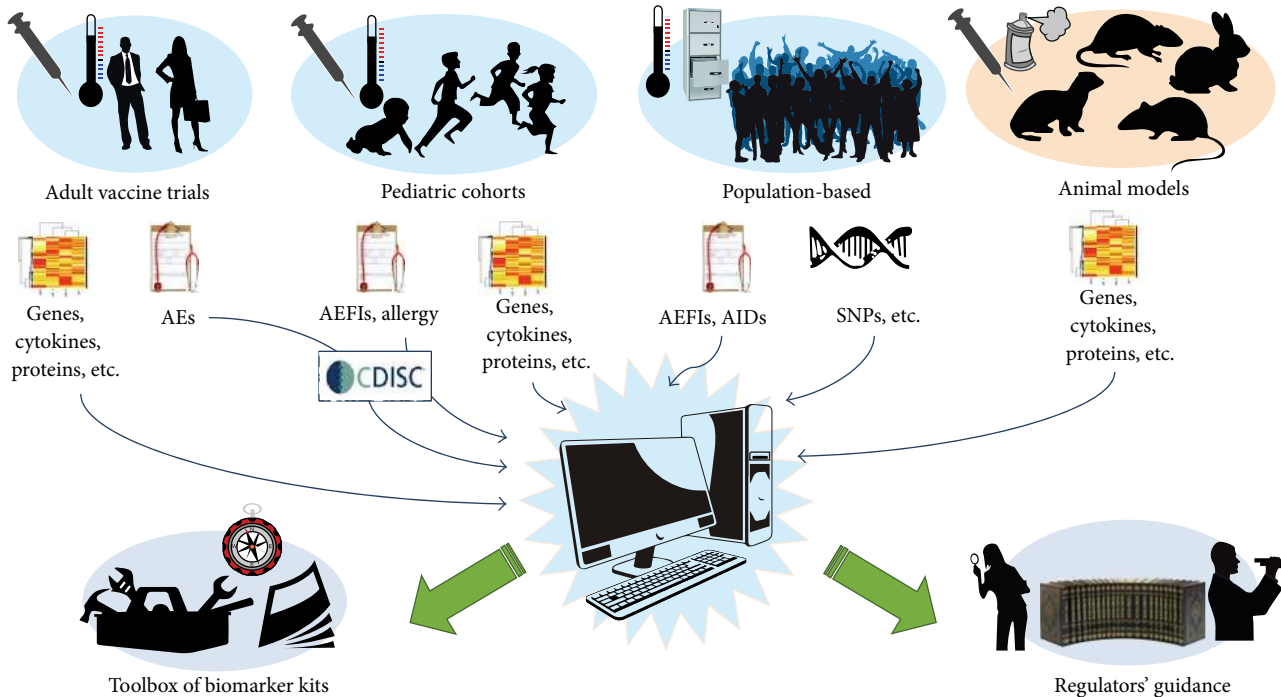 Adult vaccine trials
Pediatric cohorts
Population-based
Animal models
Genes,
cytokines,
proteins, etc.
AEs
AEFIs, allergy
Genes,
cytokines,
proteins, etc.
AEFIs, AIDs
SNPs, etc.
Genes,
cytokines,
proteins, etc.
CDISC
Toolbox of biomarker kits
Regulators’ guidance